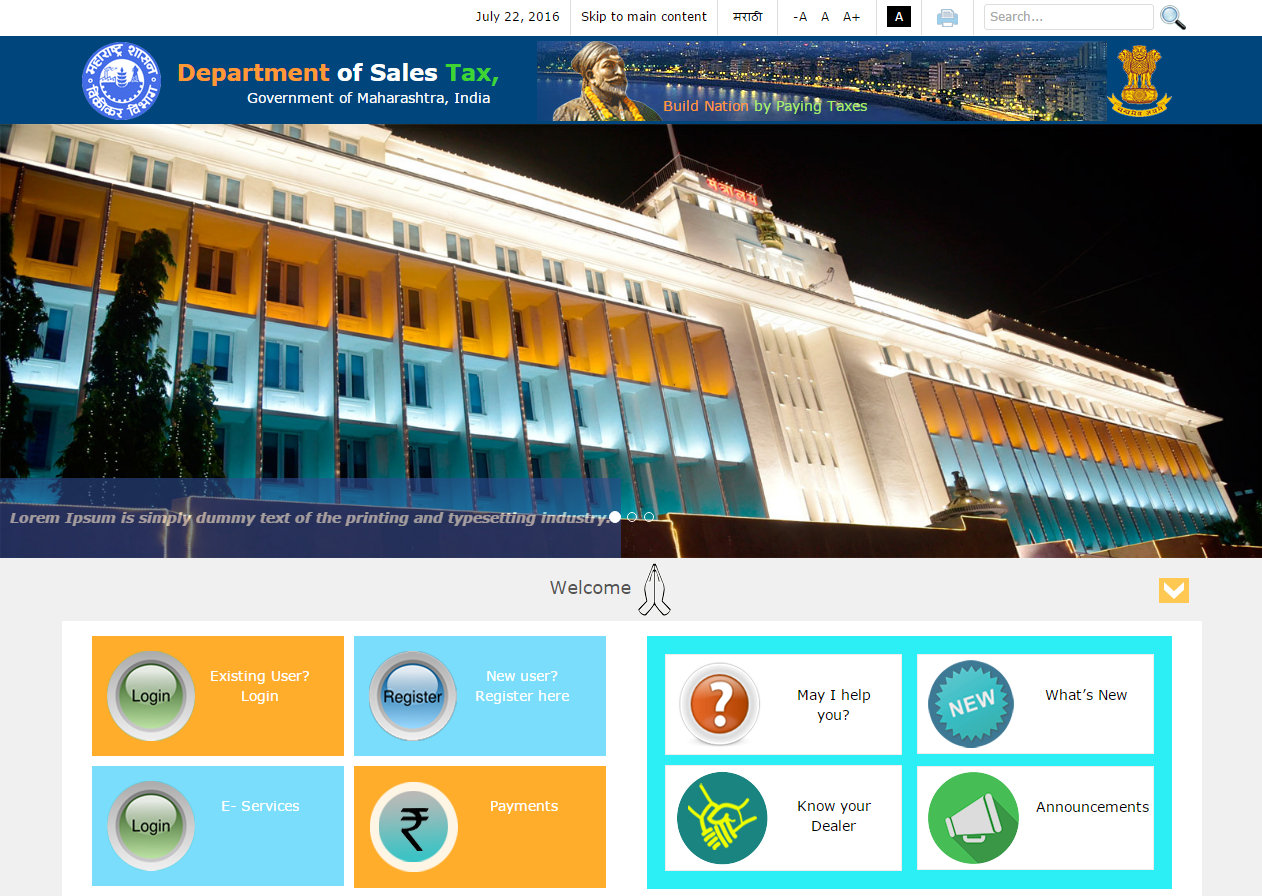 July 22, 2016 Skip to main content मराठी -A A A+ A Search...
महाराष्ट्र शासन
विक्रीकर विभाग
Department of Sales Tax,
Government of Maharashtra, India
Build Nation by Paying Taxes
मंत्रालय
Lorem Ipsum is simply dummy text of the printing and typesetting industry.
Welcome
Login
Existing User?
Login
Register
New user?
Register here
?
May I help
you?
NEW
What’s New
Login
E- Services
₹
Payments
Know your
Dealer
Announcements